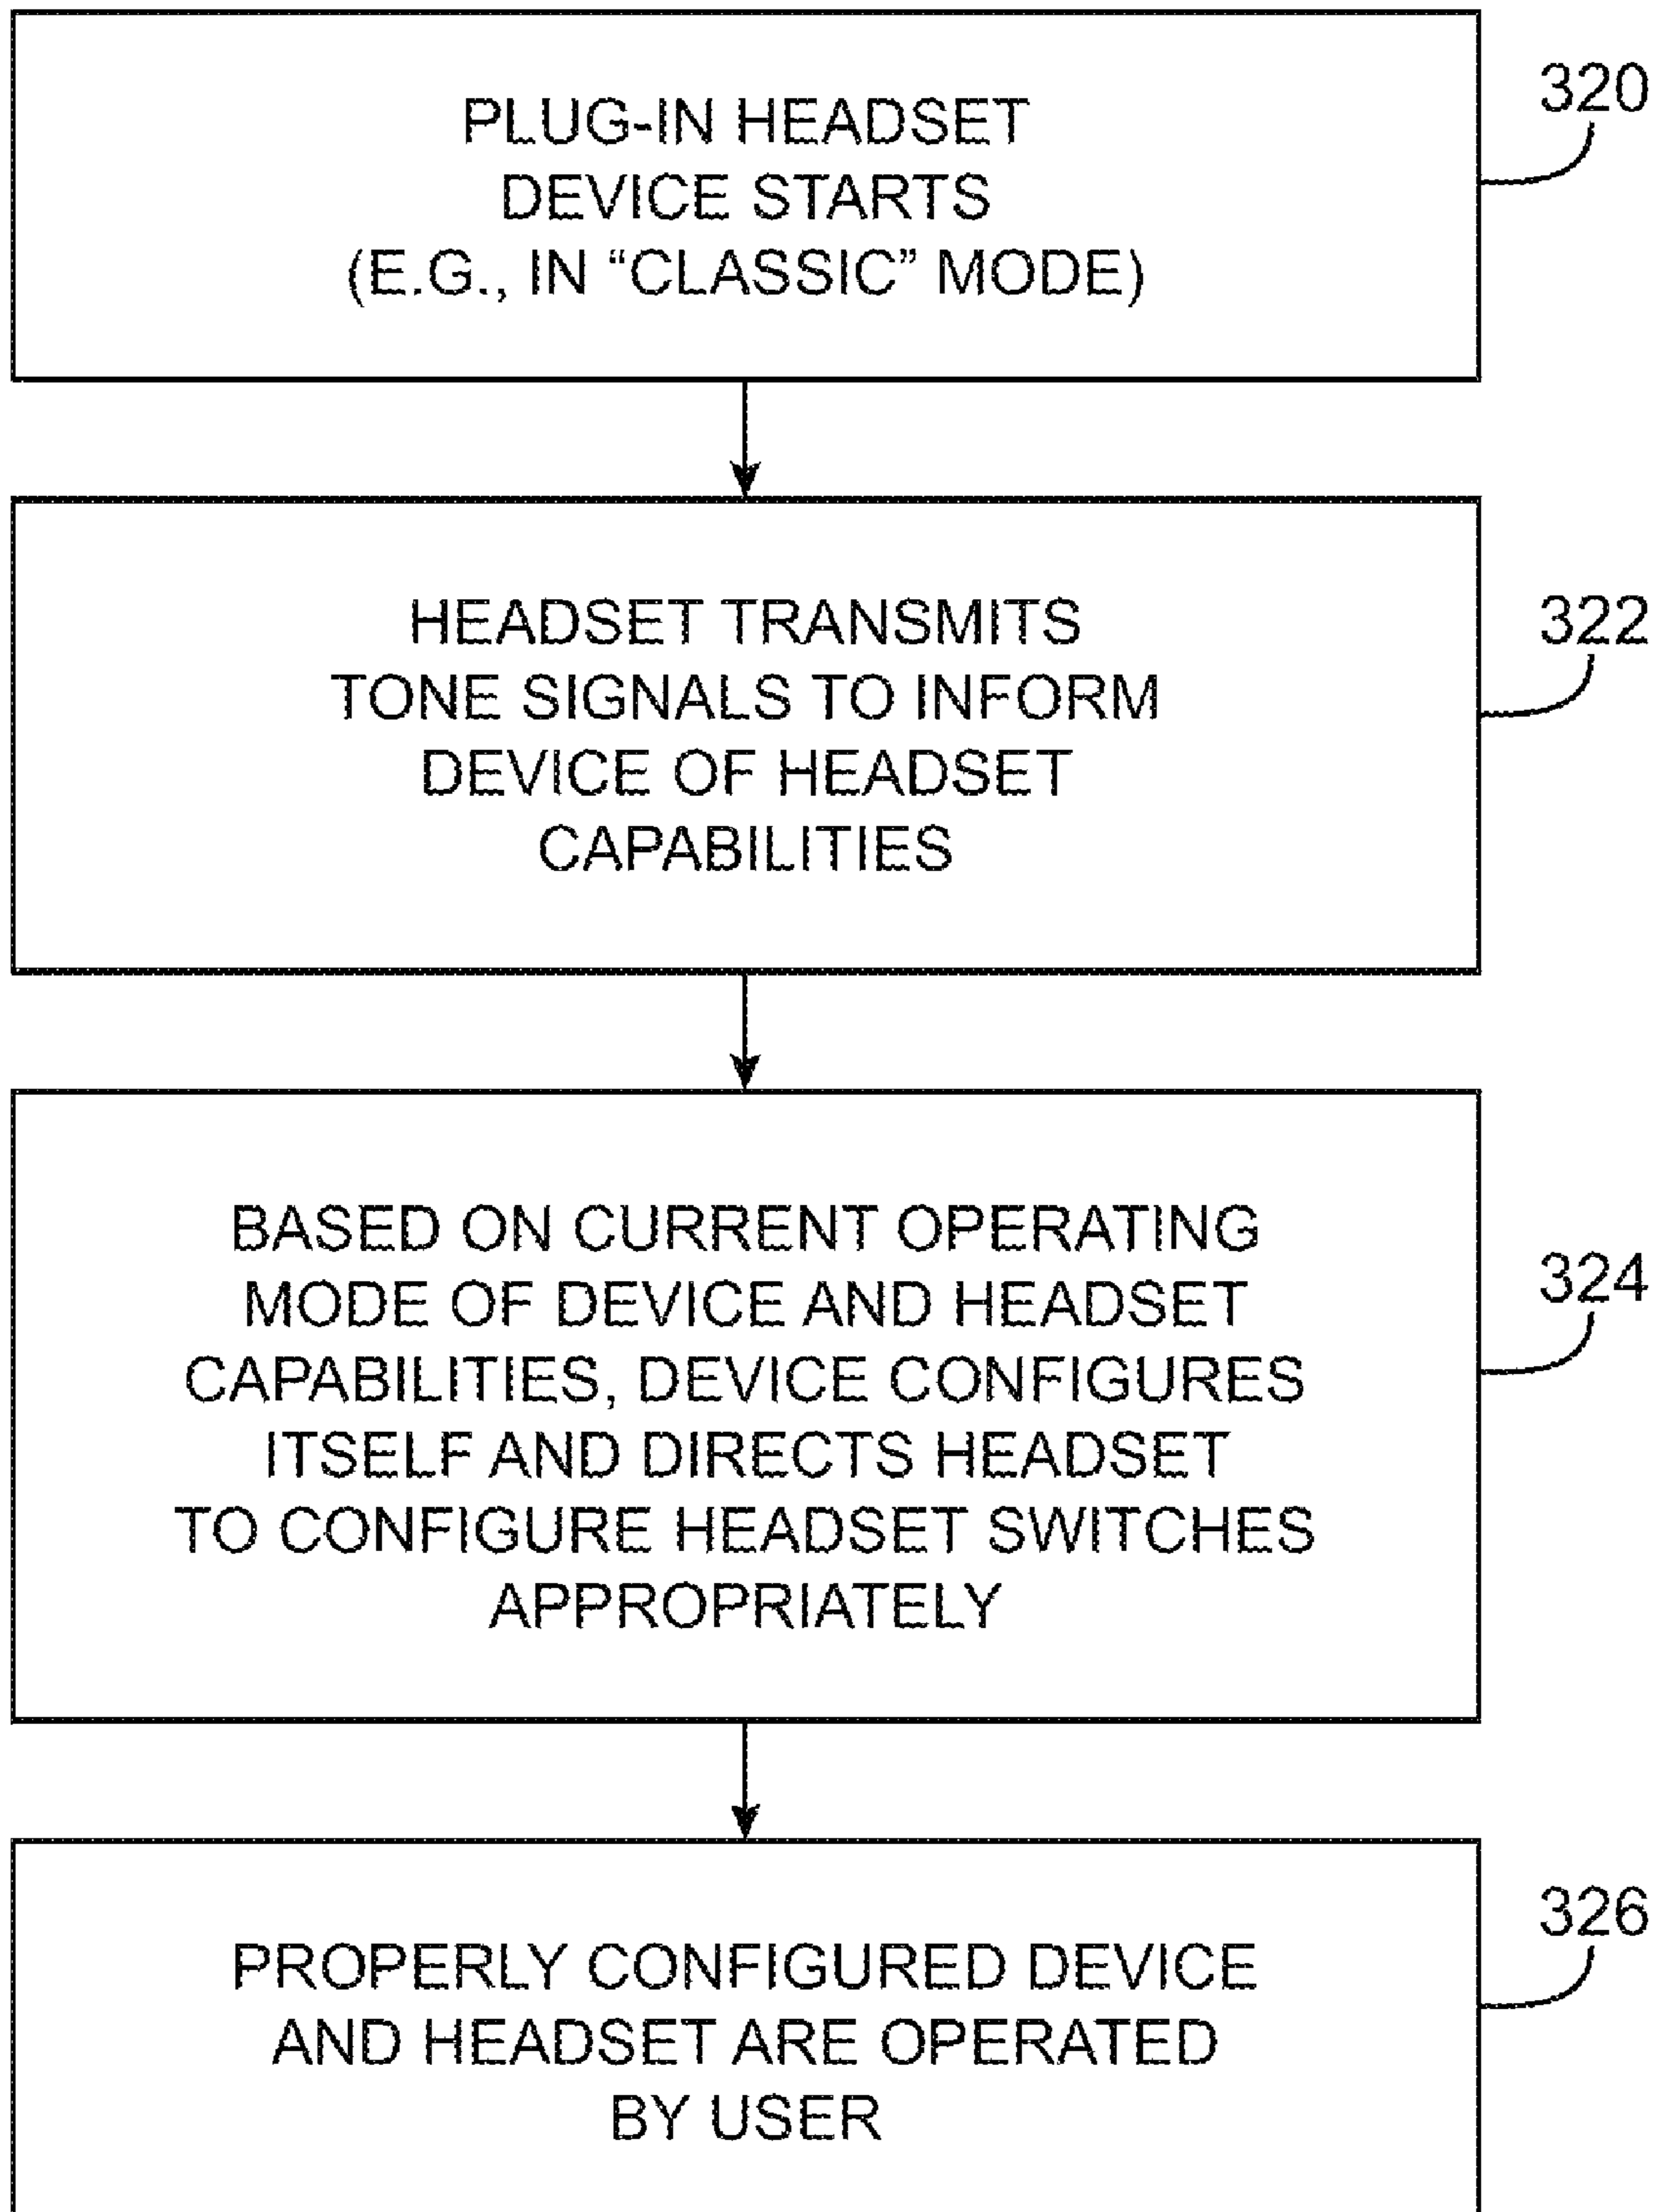 PLUG-IN HEADSET
DEVICE STARTS
(E.G., IN “CLASSIC” MODE)
320
HEADSET TRANSMITS
TONE SIGNALS TO INFORM
DEVICE OF HEADSET
CAPABILITIES
322
BASED ON CURRENT OPERATING
MODE OF DEVICE AND HEADSET
CAPABILITIES, DEVICE CONFIGURES
ITSELF AND DIRECTS HEADSET
TO CONFIGURE HEADSET SWITCHES
APPROPRIATELY
324
PROPERLY CONFIGURED DEVICE
AND HEADSET ARE OPERATED
BY USER
326